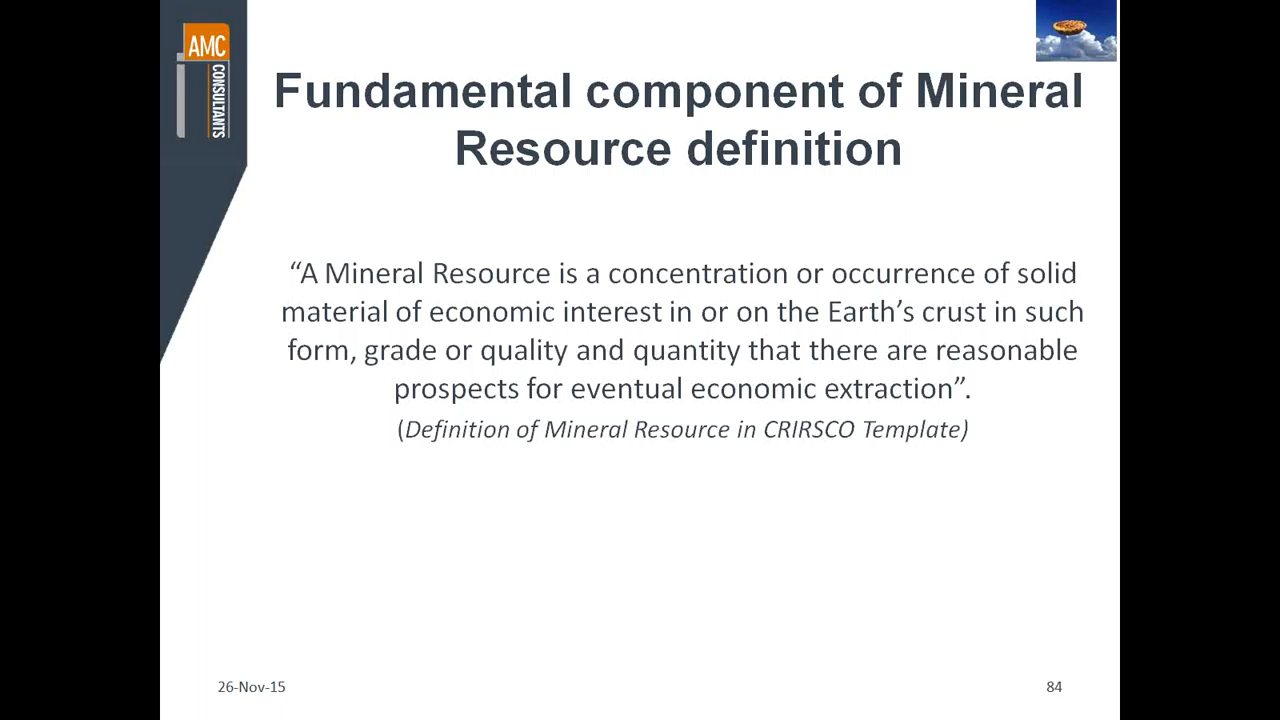 AMC
CONSULTANTS
Fundamental component of Mineral
Resource definition
“A Mineral Resource is a concentration or occurrence of solid
material of economic interest in or on the Earth’s crust in such
form, grade or quality and quantity that there are reasonable
prospects for eventual economic extraction”.
(Definition of Mineral Resource in CRIRSCO Template)
26-Nov-15
84